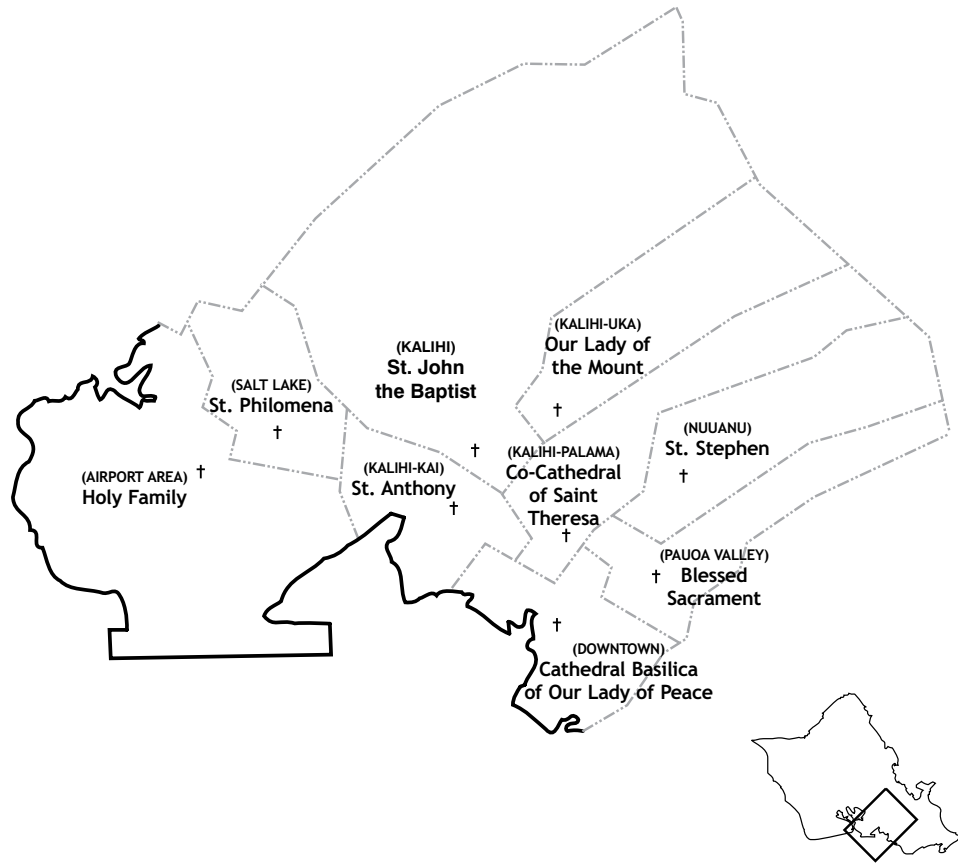 (KALIHI-UKA)
Our Lady of
the Mount
(KALIHI)
St. John
the Baptist
(SALT LAKE)
St. Philomena
(NUUANU)
St. Stephen
(KALIHI-PALAMA)
Co-Cathedral
of Saint
Theresa
(KALIHI-KAI)
St. Anthony
(AIRPORT AREA)
Holy Family
(PAUOA VALLEY)
Blessed
Sacrament
(DOWNTOWN)
Cathedral Basilica
of Our Lady of Peace